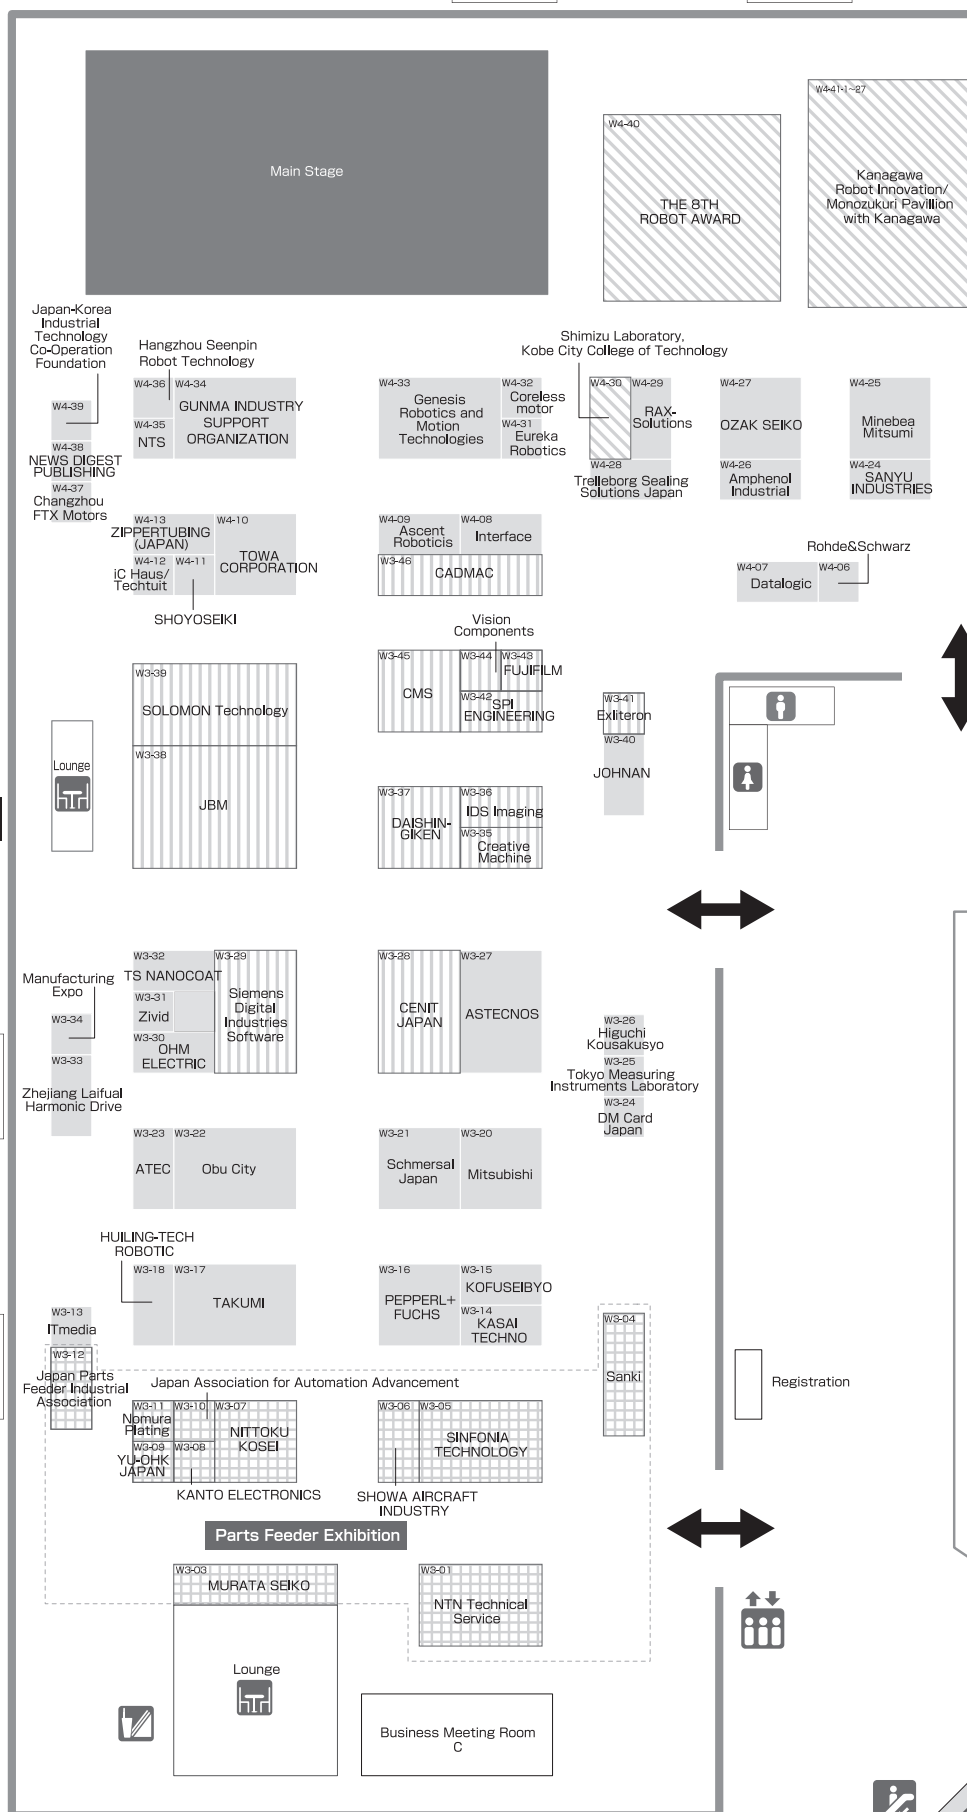 W4-41-1~27
Kanagawa
Robot Innovation/
Monozukuri Pavillion
with Kanagawa
W4-40
THE 8TH
ROBOT AWARD
Main Stage
Japan-Korea
Industrial
Technology
Co-Operation
Foundation
W4-39
W4-38
NEWS DIGEST
PUBLISHING
W4-37
Changzhou
FTX Motors
Hangzhou Seenpin
Robot Technology
W4-36
W4-34
GUNMA INDUSTRY
SUPPORT
ORGANIZATION
W4-35
NTS
W4-33
Genesis
Robotics and
Motion
Technologies
W4-32
Coreless
motor
W4-31
Eureka
Robotics
Shimizu Laboratory,
Kobe City College of Technology
W4-30
W4-29
RAX-
Solutions
W4-28
Trelleborg Sealing
Solutions Japan
W4-27
OZAK SEIKO
W4-26
Amphenol
Industrial
W4-25
Minebea
Mitsumi
W4-24
SANYU
INDUSTRIES
W4-13
ZIPPERTUBING
(JAPAN)
W4-10
TOWA
CORPORATION
W4-12
iC Haus/
Techtuit
W4-11
SHOYOSEIKI
W4-09
Ascent
Roboticis
W4-08
Interface
W3-46
CADMAC
Rohde&Schwarz
W4-07
Datalogic
W4-06
W3-39
SOLOMON Technology
W3-38
JBM
Lounge
Vision
Components
W3-45
CMS
W3-44
W3-43
FUJIFILM
W3-42
SPI
ENGINEERING
W3-41
Exliteron
W3-40
JOHNAN
W3-37
DAISHIN-
GIKEN
W3-36
IDS Imaging
W3-35
Creative
Machine
Manufacturing
Expo
W3-34
W3-33
Zhejiang Laifual
Harmonic Drive
W3-32
TS NANOCOAT
W3-31
Zivid
W3-30
OHM
ELECTRIC
W3-29
Siemens
Digital
Industries
Software
W3-28
CENIT
JAPAN
W3-27
ASTECNOS
W3-26
Higuchi
Kousakusyo
W3-25
Tokyo Measuring
Instruments Laboratory
W3-24
DM Card
Japan
W3-23
ATEC
W3-22
Obu City
W3-21
Schmersal
Japan
W3-20
Mitsubishi
HUILING-TECH
ROBOTIC
W3-18
W3-17
TAKUMI
W3-16
PEPPERL+
FUCHS
W3-15
KOFUSEIBYO
W3-14
KASAI
TECHNO
W3-13
ITmedia
W3-12
Japan Parts
Feeder Industrial
Association
W3-04
Sanki
Registration
Japan Association for Automation Advancement
W3-11
Nomura
Plating
W3-10
W3-07
NITTOKU
KOSEI
W3-09
YU-OHK
JAPAN
W3-08
KANTO ELECTRONICS
W3-06
SHOWA AIRCRAFT
INDUSTRY
W3-05
SINFONIA
TECHNOLOGY
Parts Feeder Exhibition
W3-03
MURATA SEIKO
W3-01
NTN Technical
Service
Lounge
Business Meeting Room
C